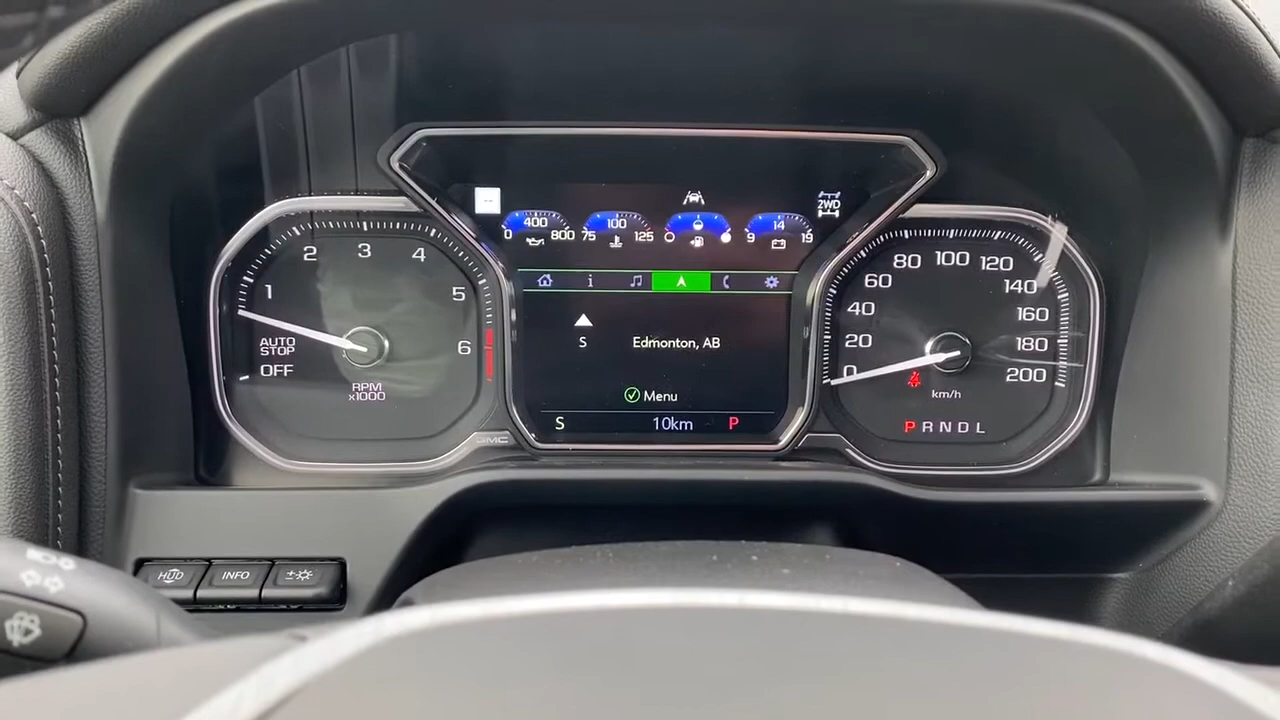 400
0 800
100
75 125
14
9 19
2WD
1 2 3 4 5 6
AUTO
STOP
OFF
RPM
x1000
S
Edmonton, AB
Menu
S 10km P
GMC
0 20 40 60 80 100 120 140 160 180 200
km/h
P R N D L
HUD
INFO